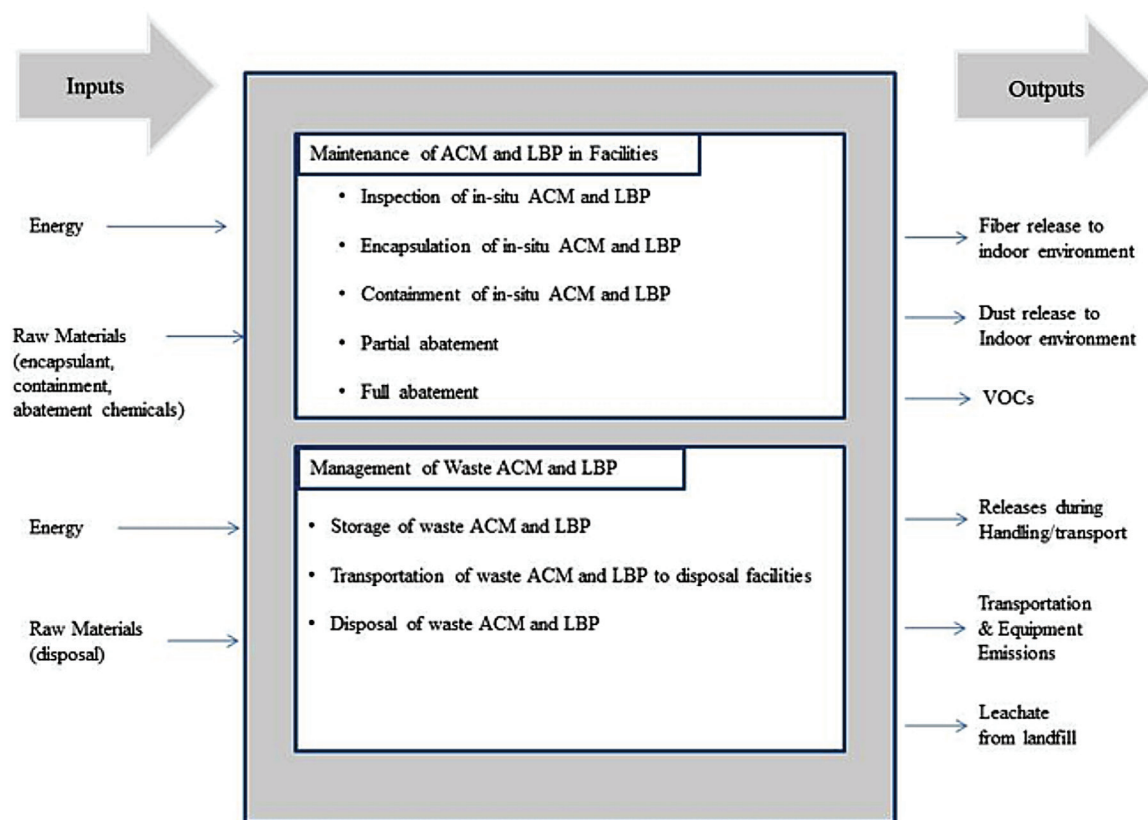 Inputs
Outputs
Maintenance of ACM and LBP in Facilities
• Inspection of in-situ ACM and LBP
• Encapsulation of in-situ ACM and LBP
• Containment of in-situ ACM and LBP
• Partial abatement
• Full abatement
Energy
Raw Materials
(encapsulant,
containment,
abatement chemicals)
Fiber release to
indoor environment
Dust release to
Indoor environment
VOCs
Management of Waste ACM and LBP
• Storage of waste ACM and LBP
• Transportation of waste ACM and LBP to disposal facilities
• Disposal of waste ACM and LBP
Energy
Raw Materials
(disposal)
Releases during
Handling/transport
Transportation
& Equipment
Emissions
Leachate
from landfill